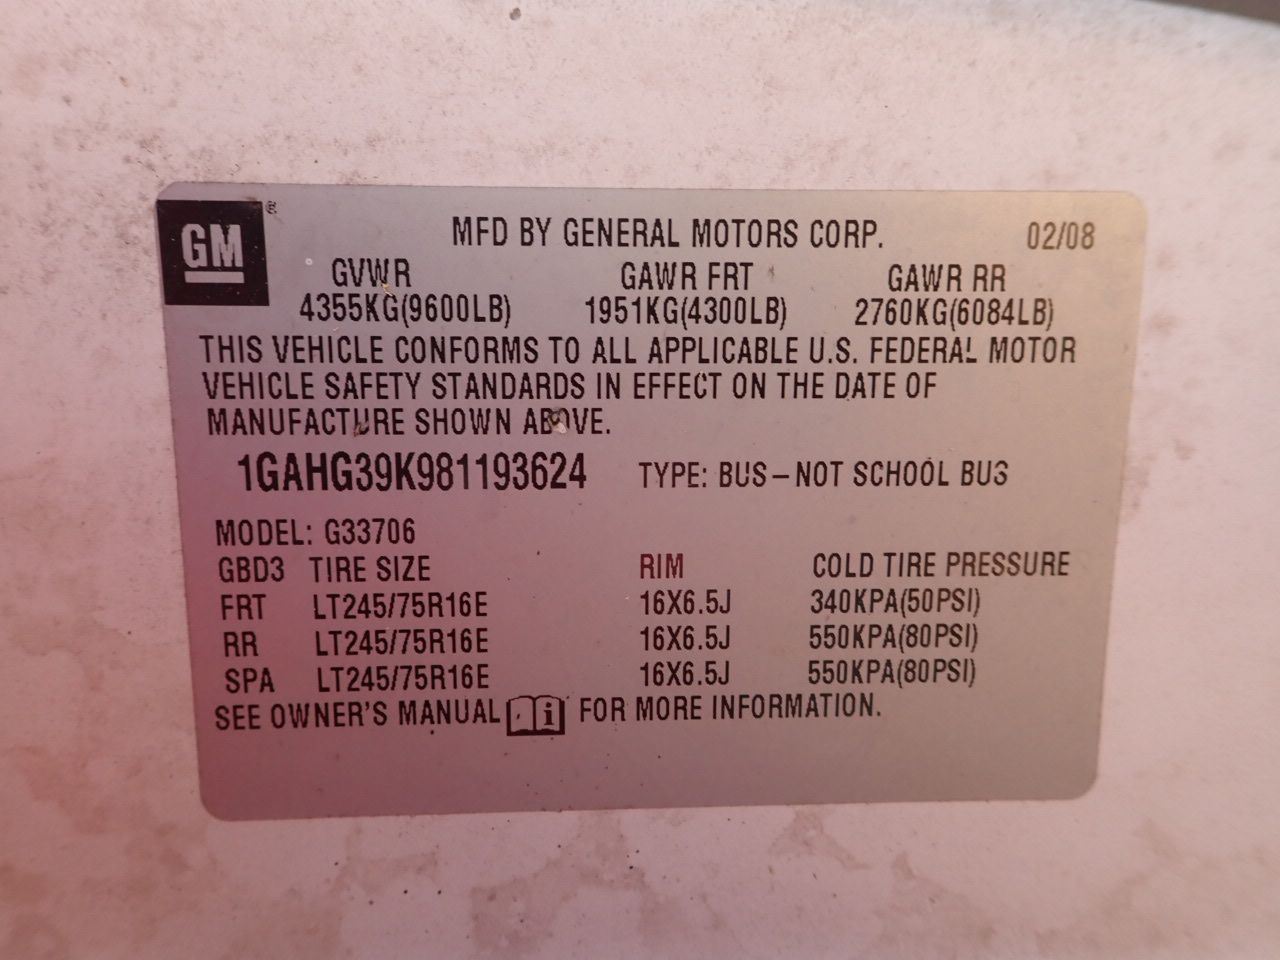 GM
MFD BY GENERAL MOTORS CORP. 02/08
GVWR GAWR FRT GAWR RR
4355KG(9600LB) 1951KG(4300LB) 2760KG(6084LB)
THIS VEHICLE CONFORMS TO ALL APPLICABLE U.S. FEDERAL MOTOR
VEHICLE SAFETY STANDARDS IN EFFECT ON THE DATE OF
MANUFACTURE SHOWN ABOVE.
1GAHG39K981193624 TYPE: BUS-NOT SCHOOL BUS
MODEL: G33706
GBD3 TIRE SIZE RIM COLD TIRE PRESSURE
FRT LT245/75R16E 16X6.5J 340KPA(50PSI)
RR LT245/75R16E 16X6.5J 550KPA(80PSI)
SPA LT245/75R16E 16X6.5J 550KPA(80PSI)
SEE OWNER'S MANUAL i FOR MORE INFORMATION.